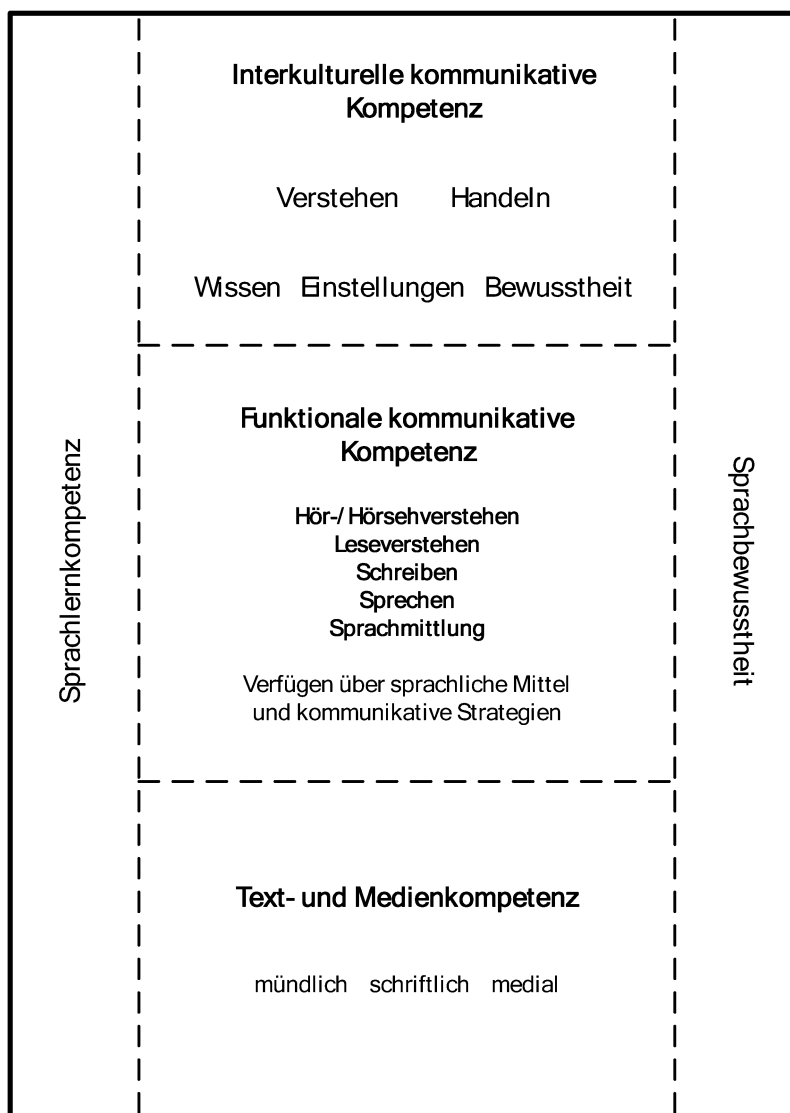 Interkulturelle kommunikative
Kompetenz
Verstehen Handeln
Wissen Einstellungen Bewusstheit
Sprachlernkompetenz
Funktionale kommunikative
Kompetenz
Hör-/ Hörsehverstehen
Leseverstehen
Schreiben
Sprechen
Sprachmittlung
Verfügen über sprachliche Mittel
und kommunikative Strategien
Sprachbewusstheit
Text- und Medienkompetenz
mündlich schriftlich medial